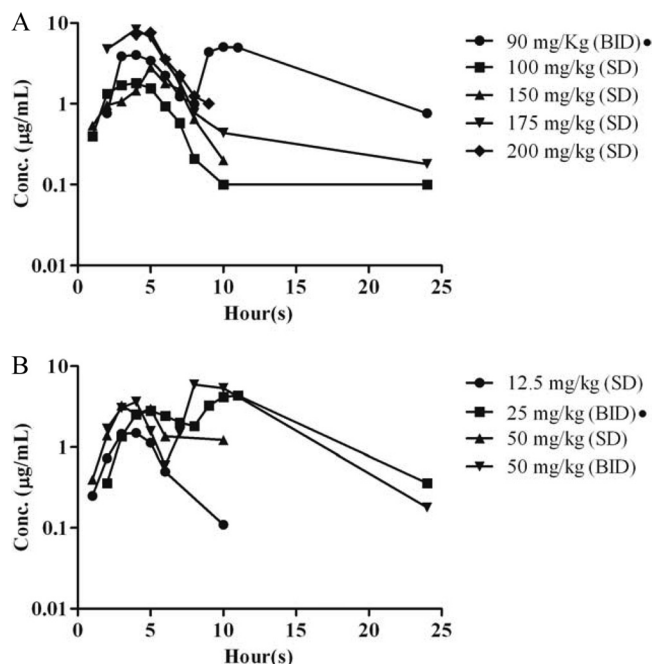 A
10
1
0.1
0.01
Conc. (µg/mL)
0 5 10 15 20 25
Hour(s)
90 mg/Kg (BID) •
100 mg/kg (SD)
150 mg/kg (SD)
175 mg/kg (SD)
200 mg/kg (SD)
B
10
1
0.1
0.01
Conc. (µg/mL)
0 5 10 15 20 25
Hour(s)
12.5 mg/kg (SD)
25 mg/kg (BID) •
50 mg/kg (SD)
50 mg/kg (BID)